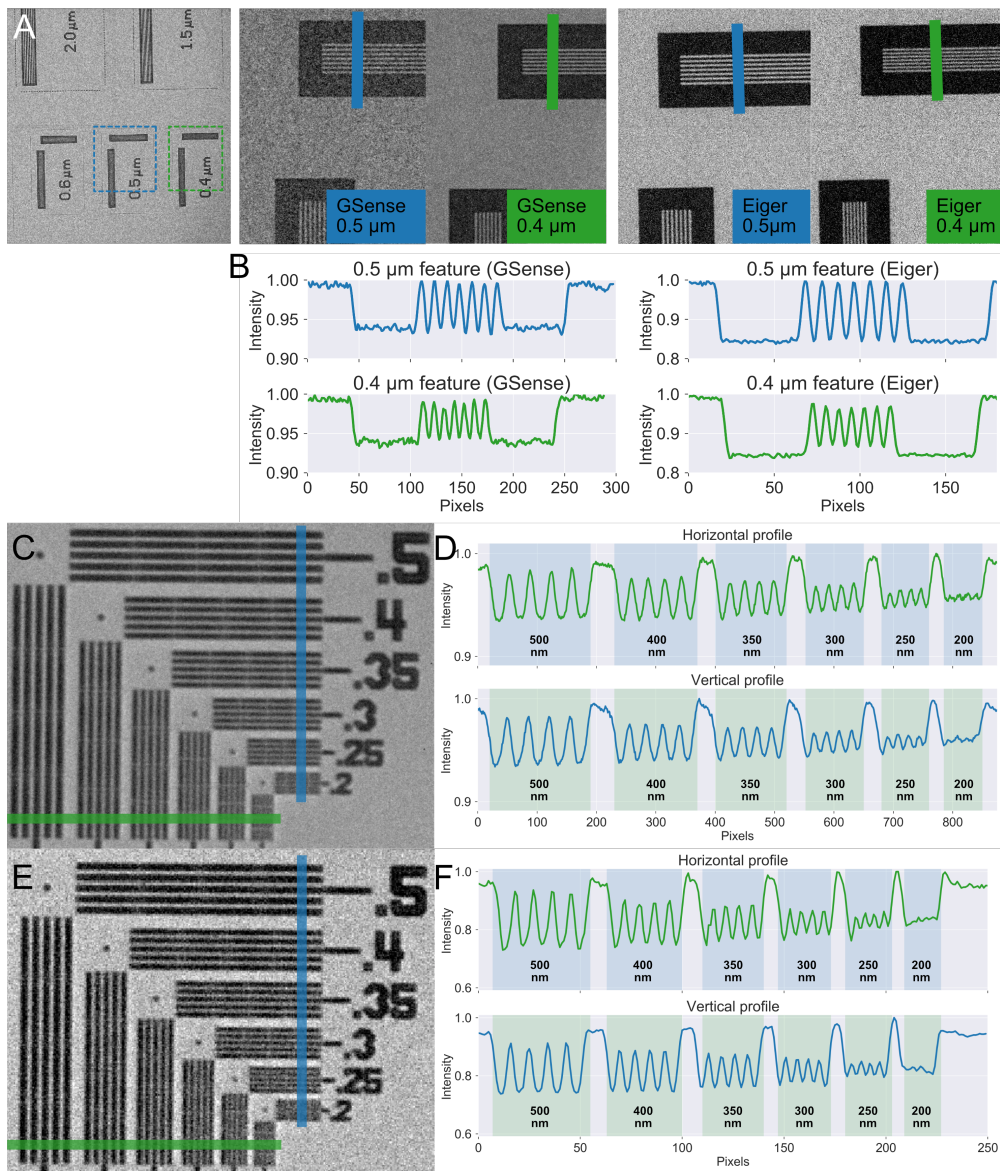 A
2.0 µm
1.5 µm
0.6 µm
0.5 µm
0.4 µm
GSense
0.5 µm
GSense
0.4 µm
Eiger
0.5µm
Eiger
0.4 µm
B
0.5 µm feature (GSense)
0.5 µm feature (Eiger)
1.00
0.95
0.90
Intensity
1.0
0.9
0.8
Intensity
0.4 µm feature (GSense)
0.4 µm feature (Eiger)
1.00
0.95
0.90
Intensity
1.0
0.9
0.8
Intensity
0 50 100 150 200 250 300
0 50 100 150
Pixels
Pixels
C
.5
.4
.35
.3
.25
.2
D
Horizontal profile
1.0
0.9
Intensity
500 nm
400 nm
350 nm
300 nm
250 nm
200 nm
Vertical profile
1.0
0.9
Intensity
500 nm
400 nm
350 nm
300 nm
250 nm
200 nm
0 100 200 300 400 500 600 700 800
Pixels
E
.5
.4
.35
.3
.25
.2
F
Horizontal profile
1.0
0.8
0.6
Intensity
500 nm
400 nm
350 nm
300 nm
250 nm
200 nm
Vertical profile
1.0
0.8
0.6
Intensity
500 nm
400 nm
350 nm
300 nm
250 nm
200 nm
0 50 100 150 200 250
Pixels